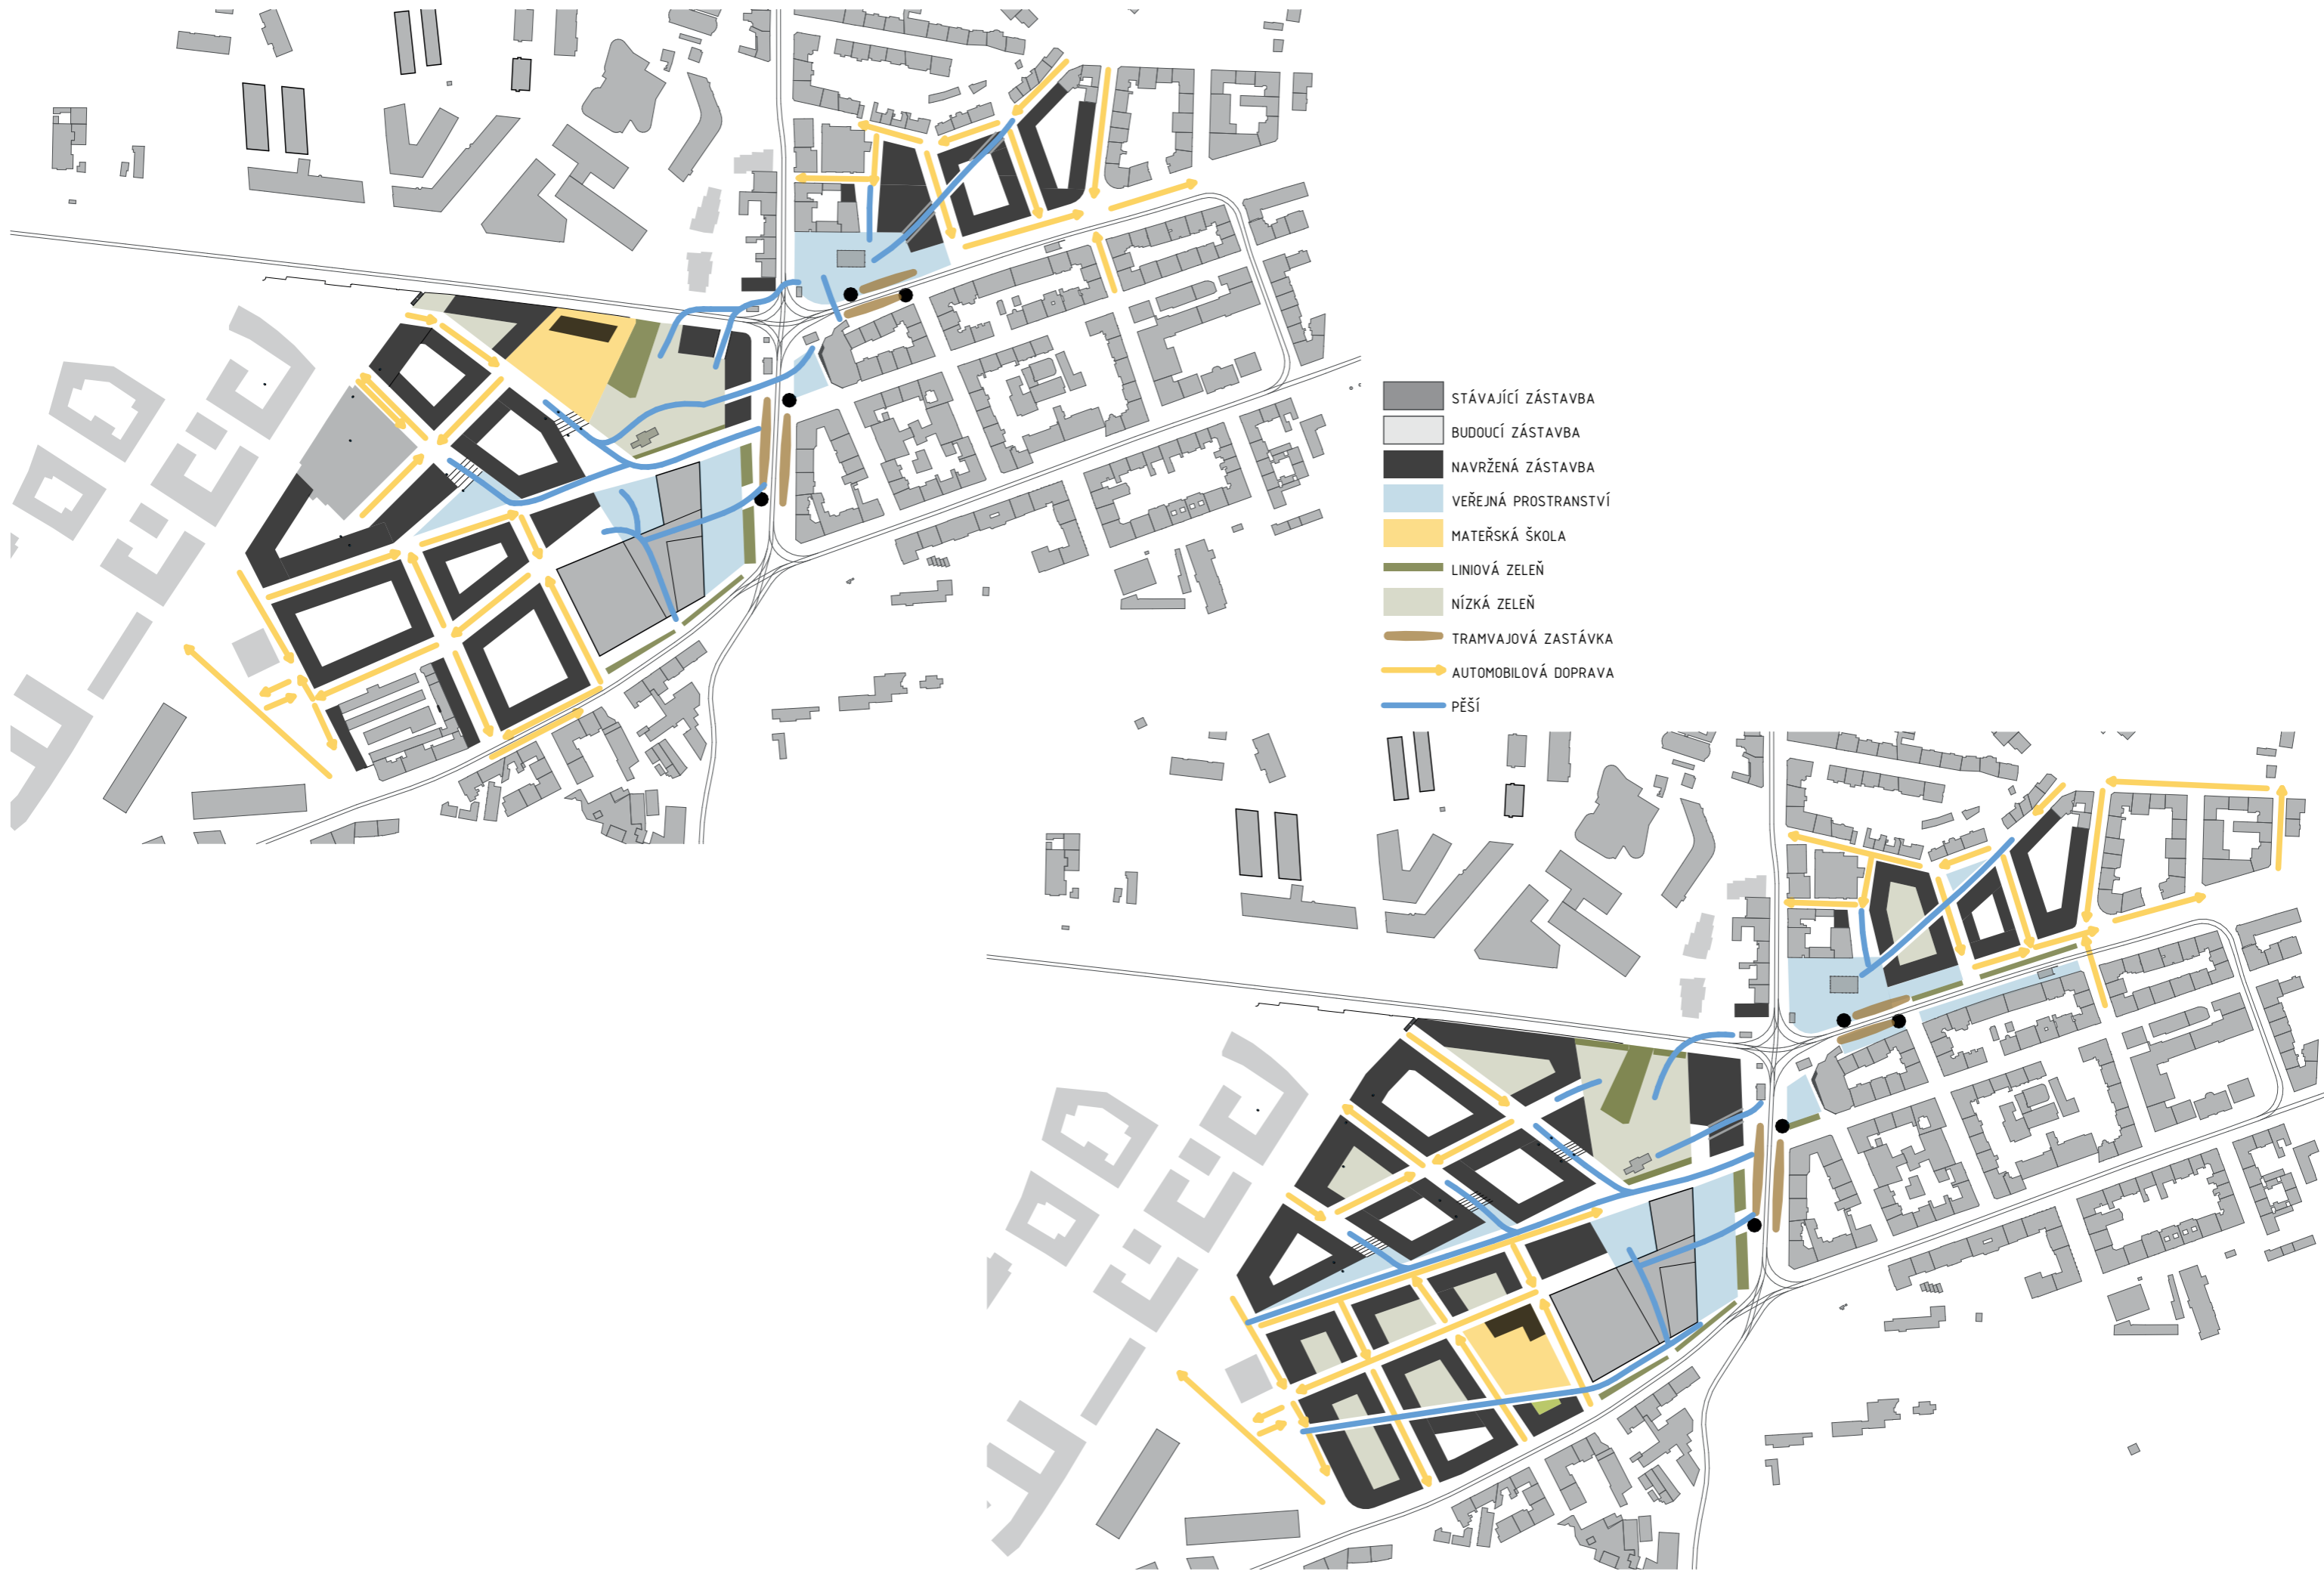 STÁVAJÍCÍ ZÁSTAVBA
BUDOUCÍ ZÁSTAVBA
NAVRŽENÁ ZÁSTAVBA
VEŘEJNÁ PROSTRANSTVÍ
MATEŘSKÁ ŠKOLA
LINIOVÁ ZELEŇ
NÍZKÁ ZELEŇ
TRAMVAJOVÁ ZASTÁVKA
AUTOMOBILOVÁ DOPRAVA
PĚŠÍ